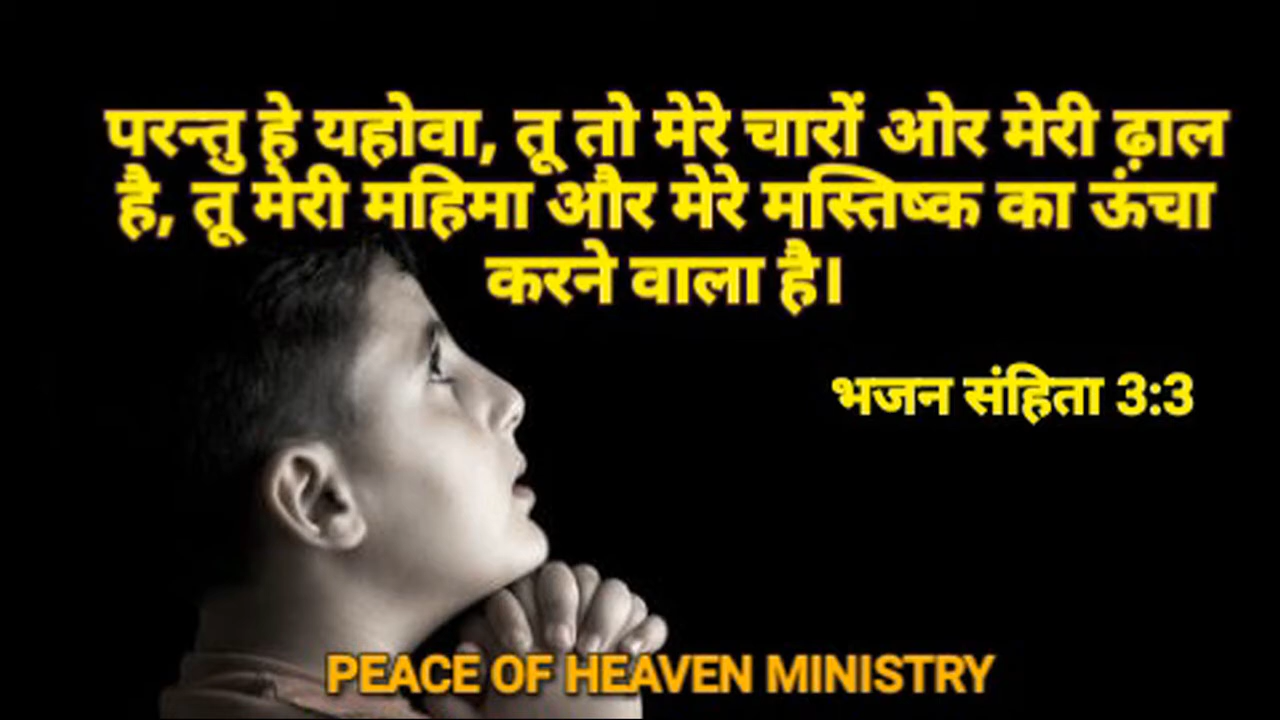 परन्तु हे यहोवा, तू तो मेरे चारों ओर मेरी ढ़ाल
है, तू मेरी महिमा और मेरे मस्तिष्क का ऊंचा
करने वाला है।
भजन संहिता 3:3
PEACE OF HEAVEN MINISTRY